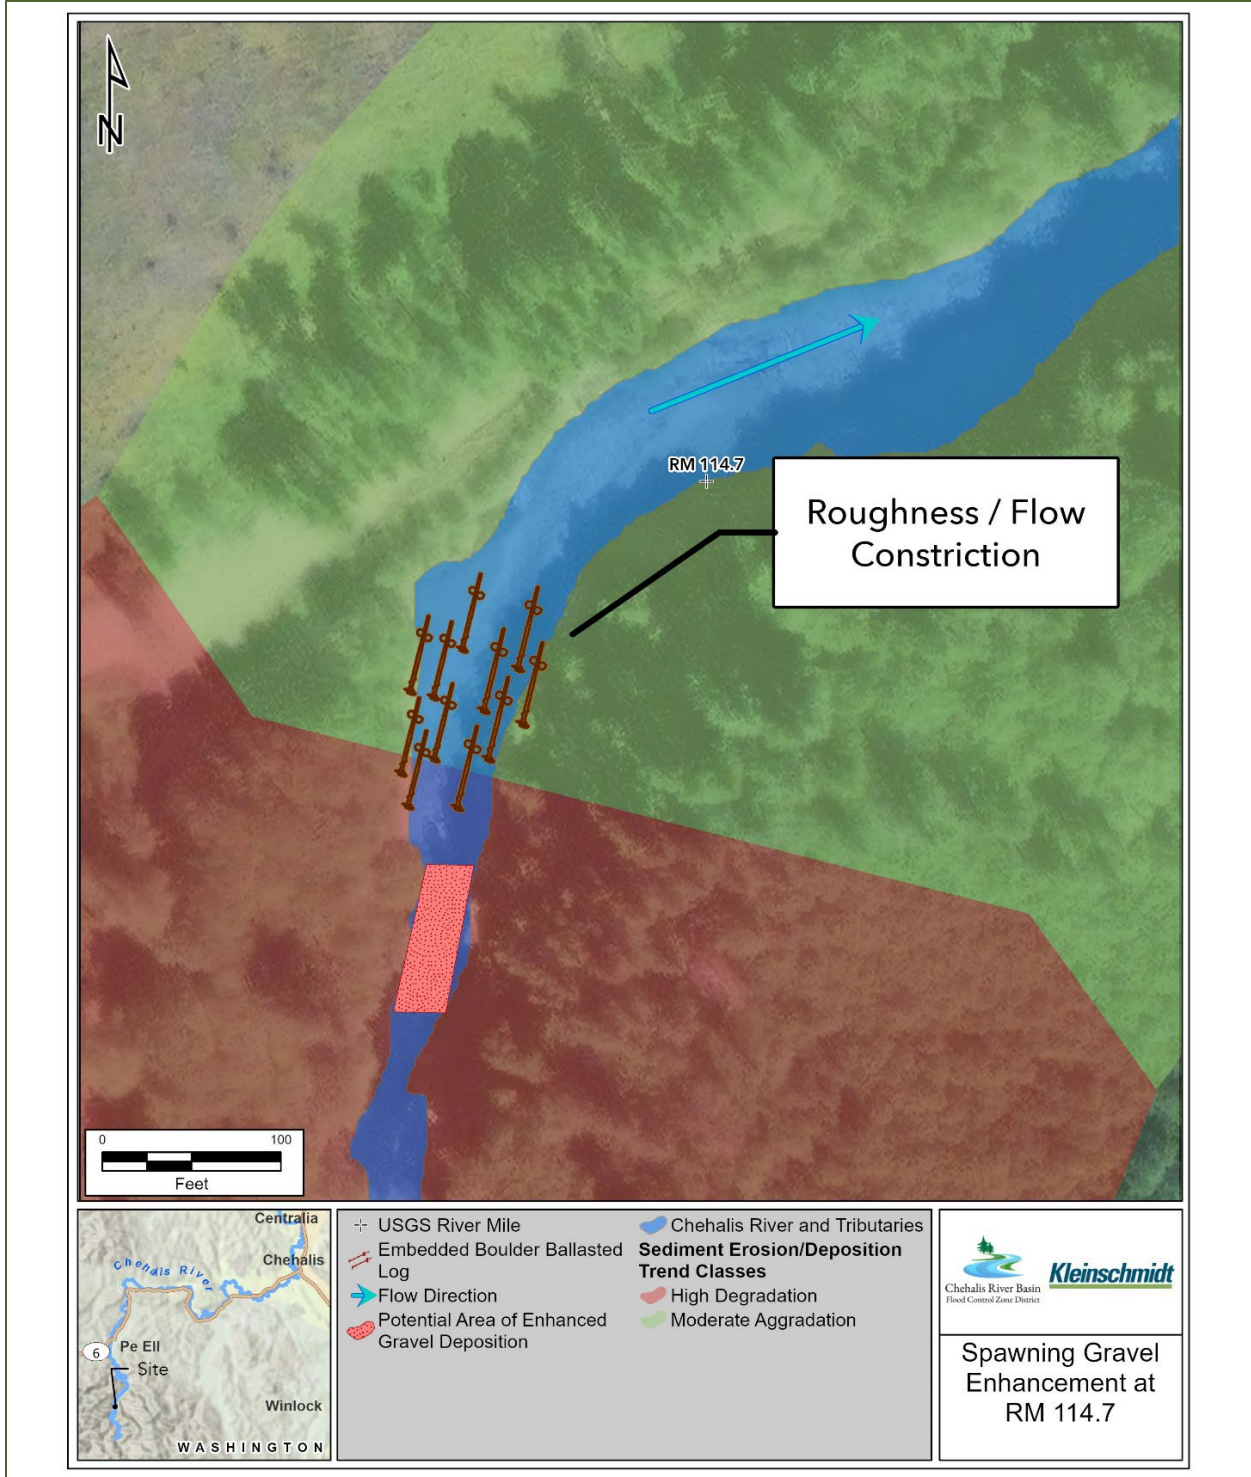 N
RM 114.7
Roughness / Flow
Constriction
0 100
Feet
Centralia
Chehalis
Chehalis River
6
Pe Ell
Site
Winlock
WASHINGTON
USGS River Mile
Embedded Boulder Ballasted
Log
Flow Direction
Potential Area of Enhanced
Gravel Deposition
Chehalis River and Tributaries
Sediment Erosion/Deposition
Trend Classes
High Degradation
Moderate Aggradation
Chehalis River Basin
Flood Control Zone District
Kleinschmidt
Spawning Gravel
Enhancement at
RM 114.7